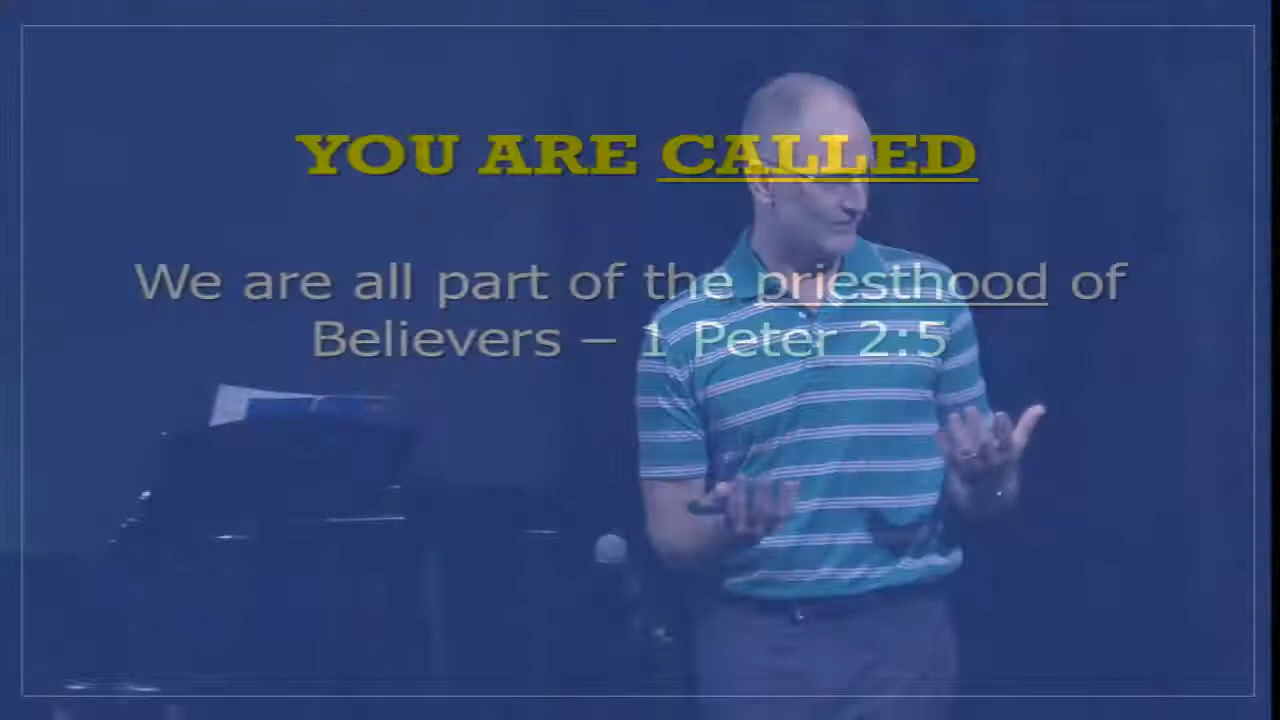 YOU ARE CALLED
We are all part of the priesthood of
Believers – 1 Peter 2:5